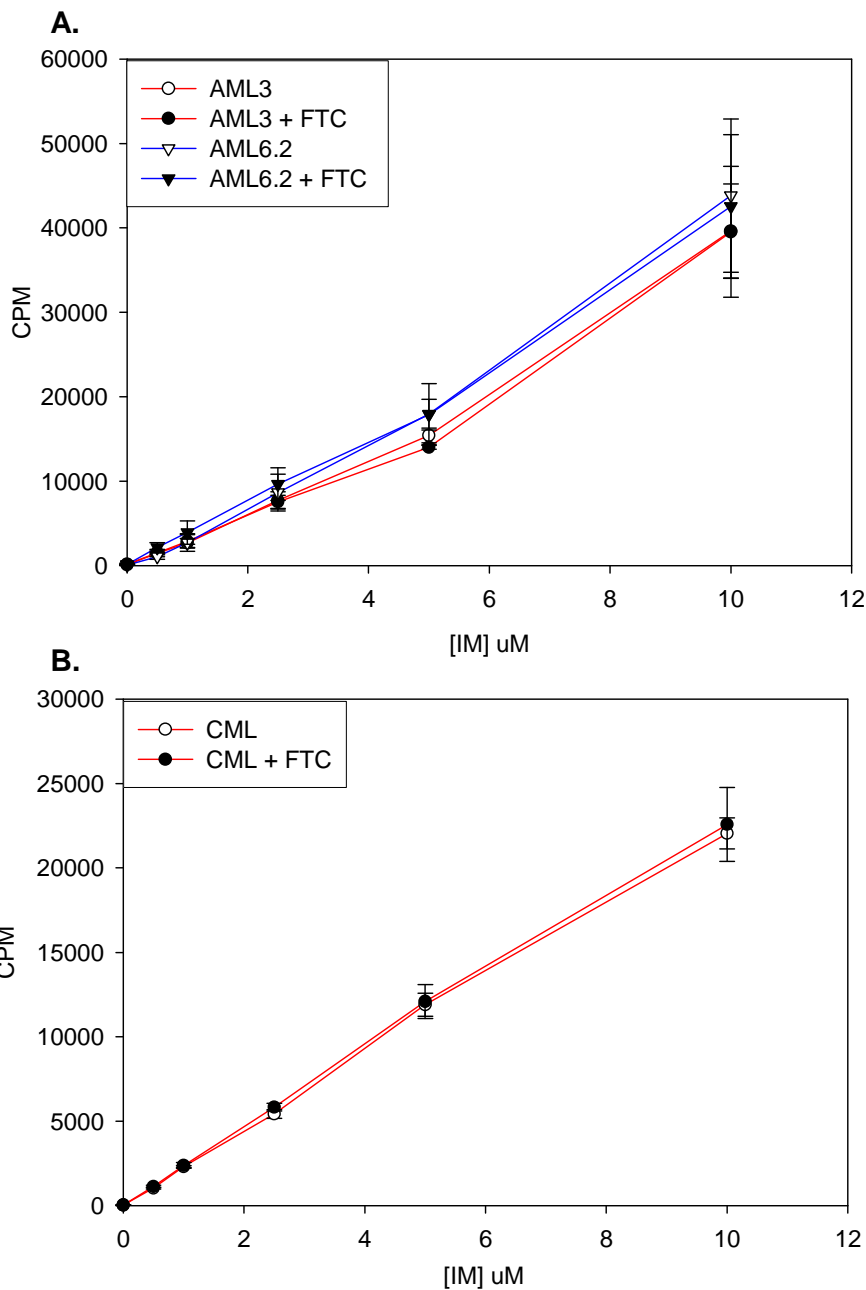 A.
60000
50000
40000
30000
20000
10000
0
CPM
AML3
AML3 + FTC
AML6.2
AML6.2 + FTC
0 2 4 6 8 10 12
[IM] uM
B.
30000
25000
20000
15000
10000
5000
0
CPM
CML
CML + FTC
0 2 4 6 8 10 12
[IM] uM